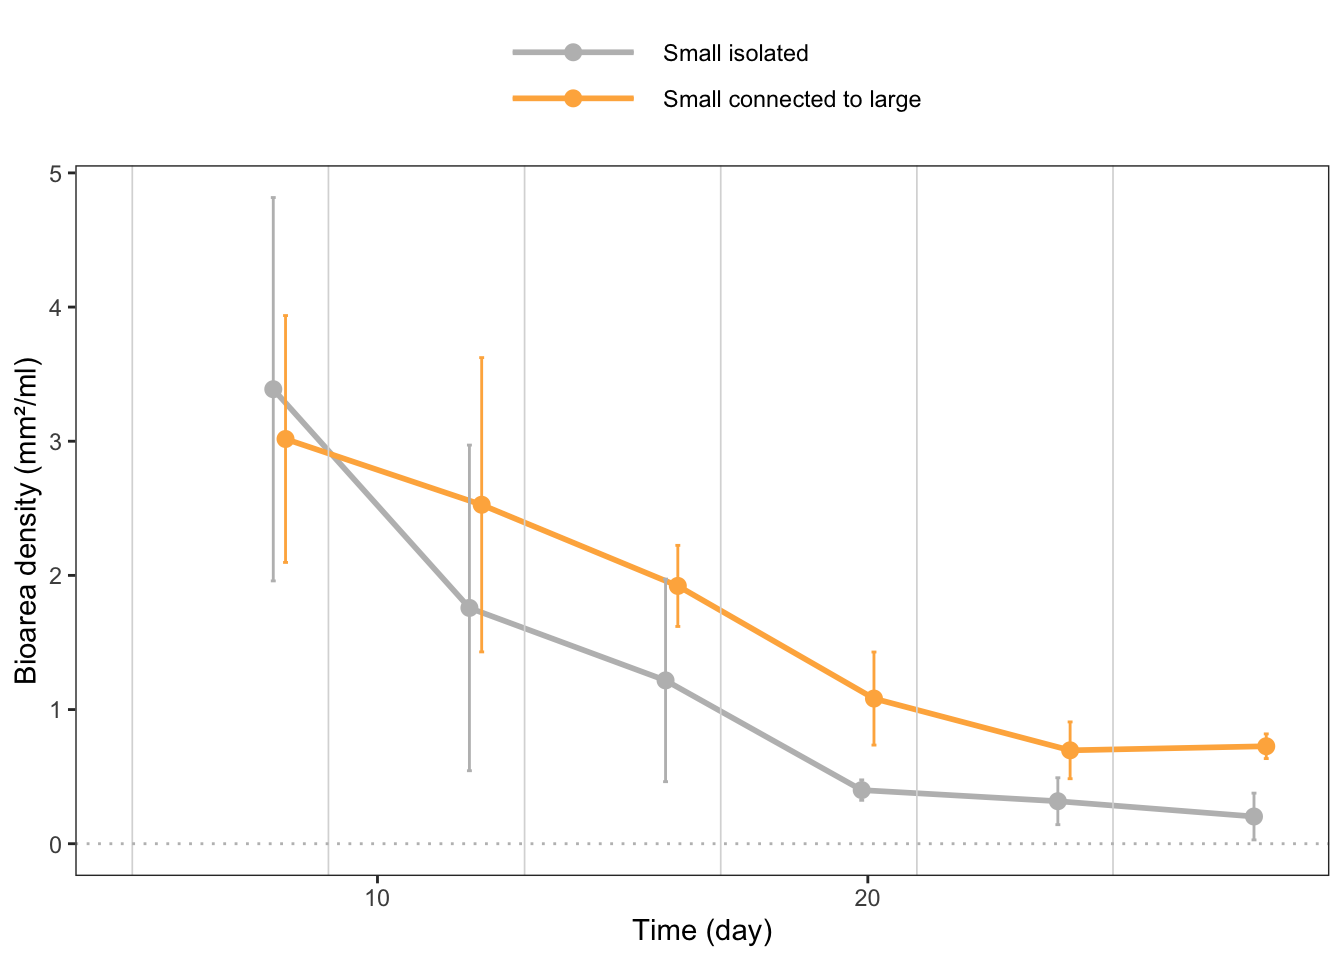 Small isolated
Small connected to large
5
4
3
2
1
0
Bioarea density (mm²/ml)
10
20
Time (day)